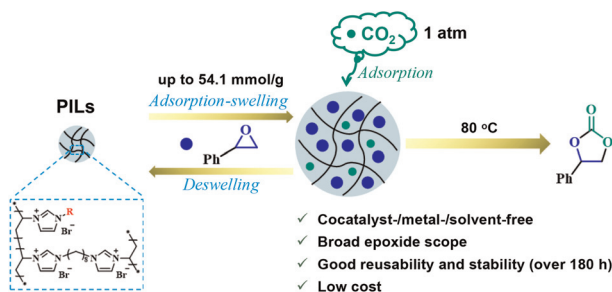 CO2
1 atm
Adsorption
up to 54.1 mmol/g
PILs
Adsorption-swelling
80 °C
O
Ph
Deswelling
O
O
O
Ph
N
+
N
R
Br−
N
+
N
( )
N
+
N
Br−
Br−
✓ Cocatalyst-/metal-/solvent-free
✓ Broad epoxide scope
✓ Good reusability and stability (over 180 h)
✓ Low cost